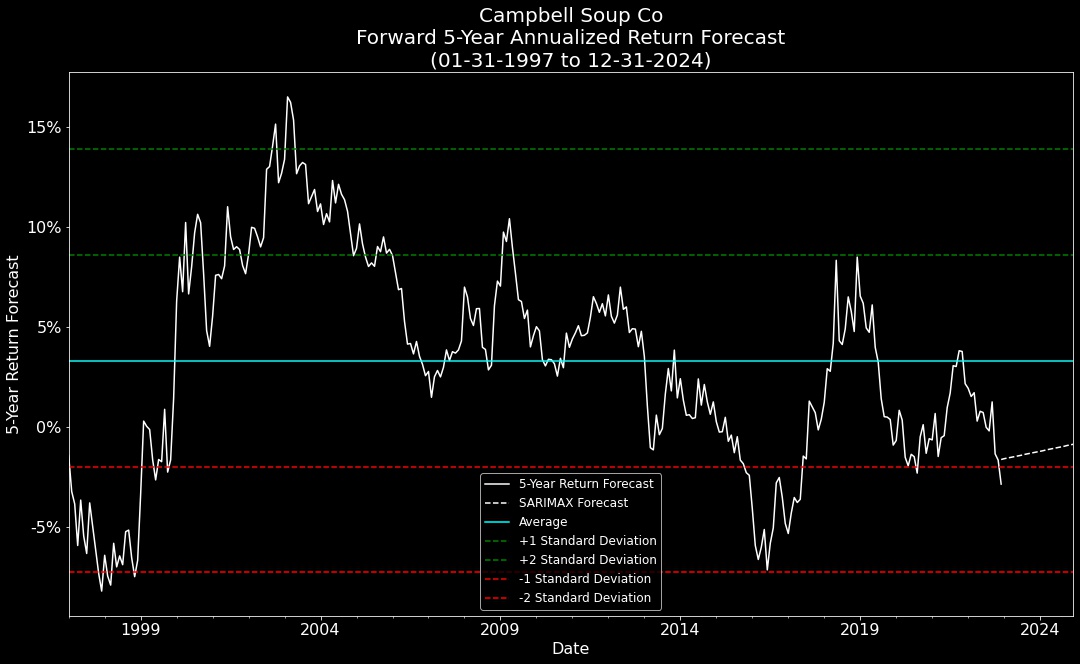 Campbell Soup Co
Forward 5-Year Annualized Return Forecast
(01-31-1997 to 12-31-2024)
15%
10%
5%
0%
-5%
5-Year Return Forecast
5-Year Return Forecast
SARIMAX Forecast
Average
+1 Standard Deviation
+2 Standard Deviation
-1 Standard Deviation
-2 Standard Deviation
1999 2004 2009 2014 2019 2024
Date